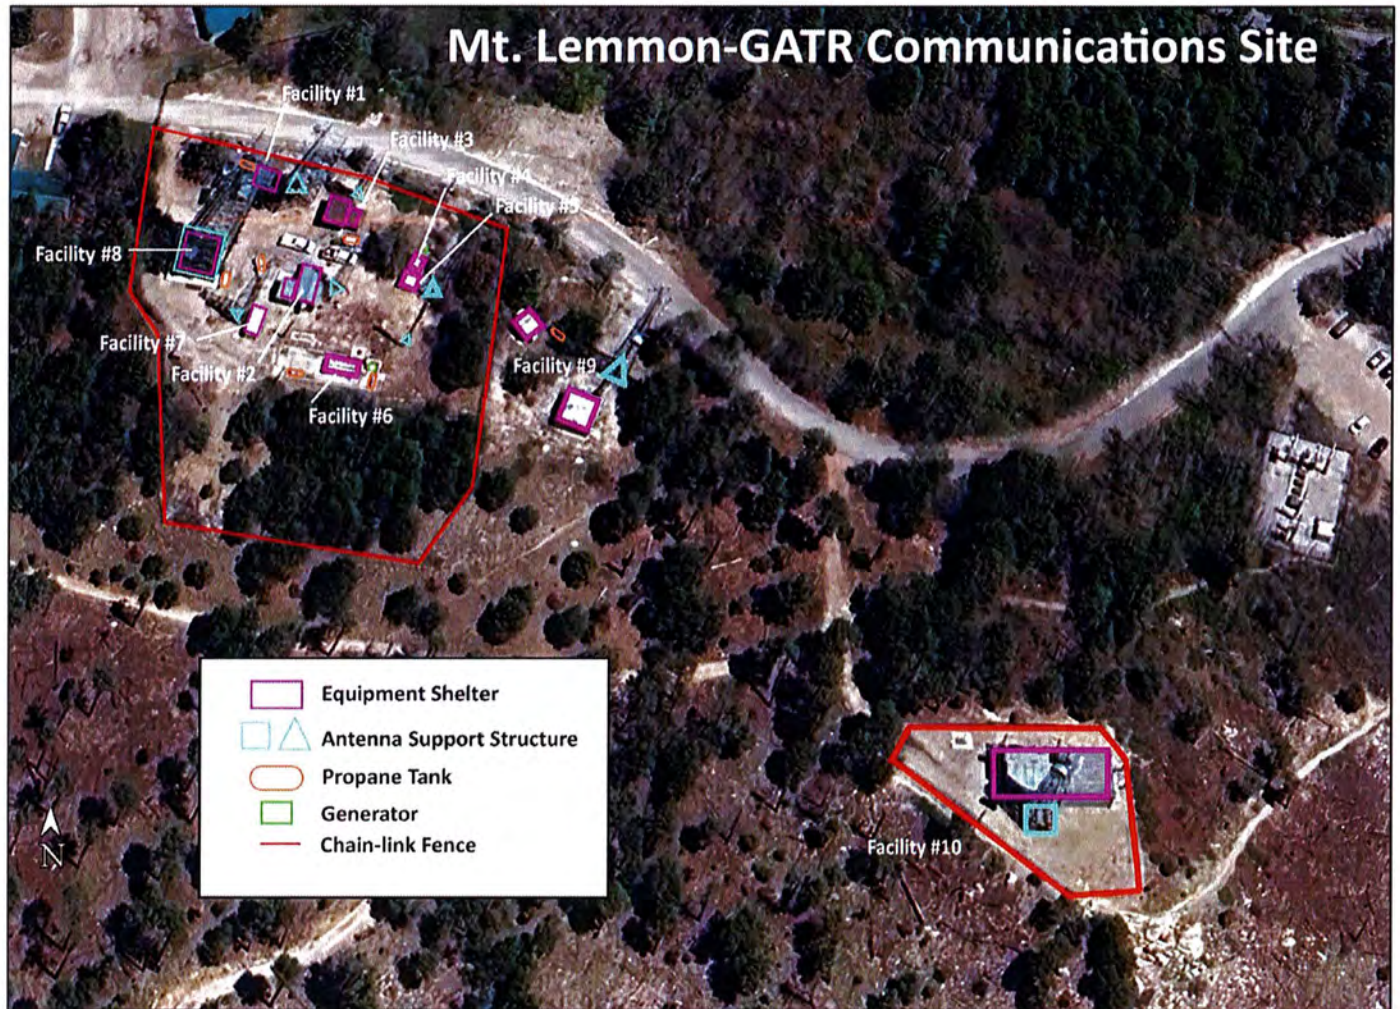 Mt. Lemmon-GATR Communications Site
Facility #1
Facility #3
Facility #4
Facility #5
Facility #8
Facility #7
Facility #2
Facility #9
Facility #6
Equipment Shelter
Antenna Support Structure
Propane Tank
Generator
Chain-link Fence
N
Facility #10